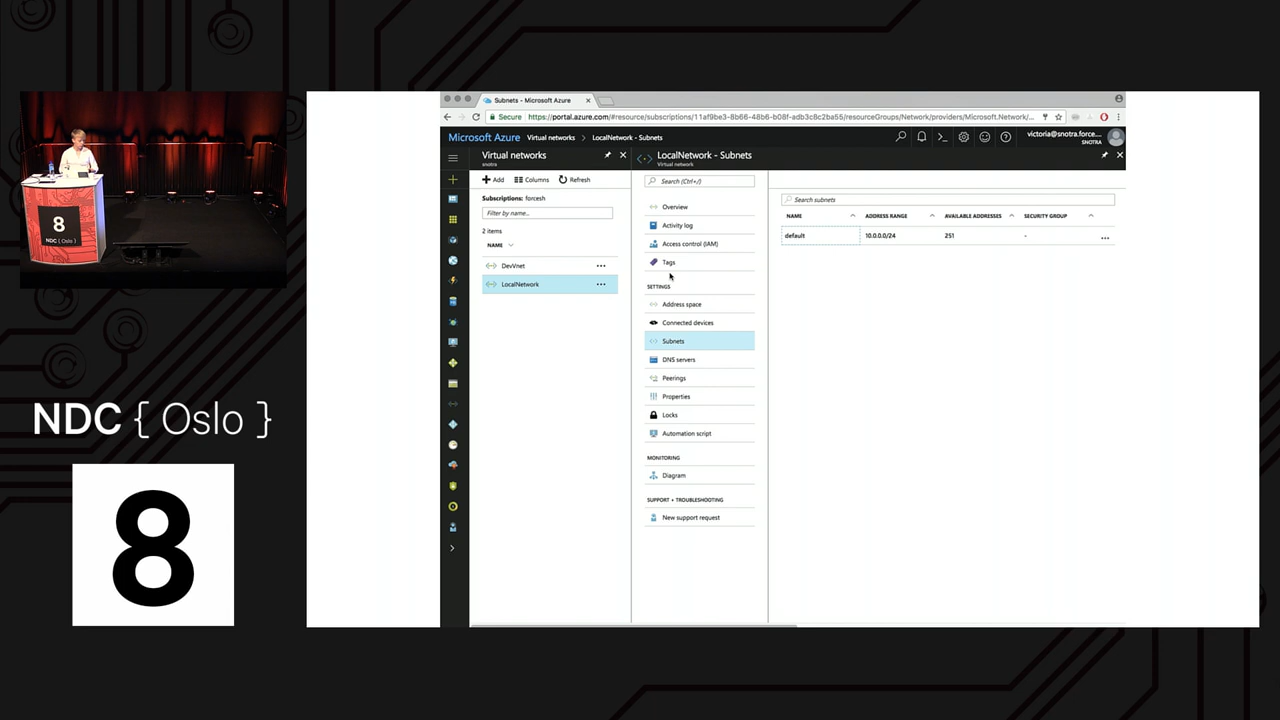 8
NDC { Oslo }
NDC { Oslo }
8
Subnets - Microsoft Azure
Secure
https://portal.azure.com/#resource/subscriptions/11af9be3-8b66-48b6-b08f-adb3c8c2ba55/resourceGroups/Network/providers/Microsoft.Network/...
Microsoft Azure Virtual networks > LocalNetwork - Subnets
victoria@snotra.force....
SNOTRA
Virtual networks
snotra
Add Columns Refresh
Subscriptions: forcesh
Filter by name...
2 items
NAME
DevVnet ...
LocalNetwork ...
LocalNetwork - Subnets
Virtual network
Search (Ctrl+/)
Overview
Activity log
Access control (IAM)
Tags
SETTINGS
Address space
Connected devices
Subnets
DNS servers
Peerings
Properties
Locks
Automation script
MONITORING
Diagram
SUPPORT + TROUBLESHOOTING
New support request
Search subnets
NAME ADDRESS RANGE AVAILABLE ADDRESSES SECURITY GROUP
default 10.0.0.0/24 251 - ...